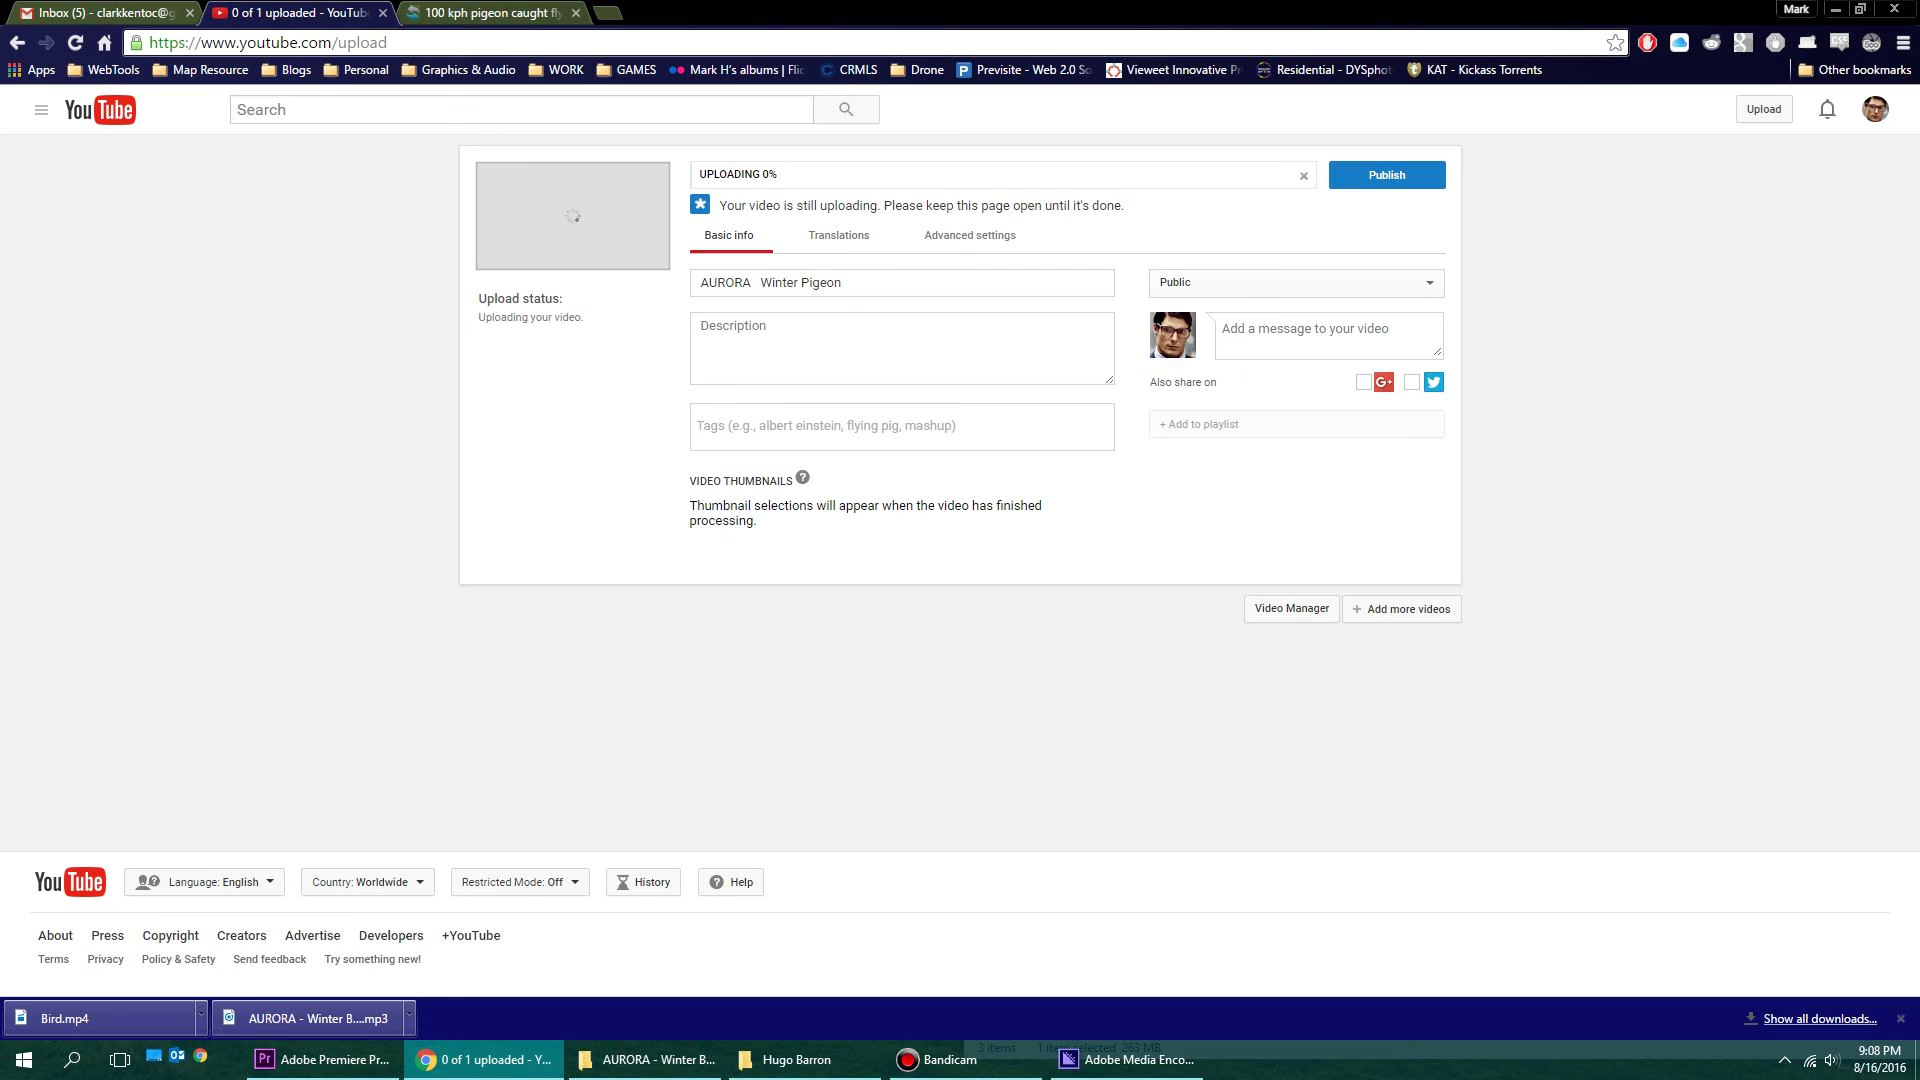 Inbox (5) - clarkkentoc@g
0 of 1 uploaded - YouTub
100 kph pigeon caught fly
Mark
https://www.youtube.com/upload
Apps WebTools Map Resource Blogs Personal Graphics & Audio WORK GAMES Mark H's albums | Flic CRMLS Drone Previsite - Web 2.0 So Vieweet Innovative Pr Residential - DYSphot KAT - Kickass Torrents Other bookmarks
YouTube
Search
Upload
UPLOADING 0%
Publish
Your video is still uploading. Please keep this page open until it's done.
Basic info Translations Advanced settings
AURORA Winter Pigeon
Public
Upload status:
Uploading your video.
Description
Add a message to your video
Also share on
G+
Tags (e.g., albert einstein, flying pig, mashup)
+ Add to playlist
VIDEO THUMBNAILS ?
Thumbnail selections will appear when the video has finished
processing.
Video Manager
+ Add more videos
YouTube
Language: English
Country: Worldwide
Restricted Mode: Off
History
Help
About Press Copyright Creators Advertise Developers +YouTube
Terms Privacy Policy & Safety Send feedback Try something new!
Bird.mp4
AURORA - Winter B....mp3
Show all downloads...
3 items 1 item selected 263 MB
Adobe Premiere Pr...
0 of 1 uploaded - Y...
AURORA - Winter B...
Hugo Barron
Bandicam
Adobe Media Enco...
9:08 PM
8/16/2016